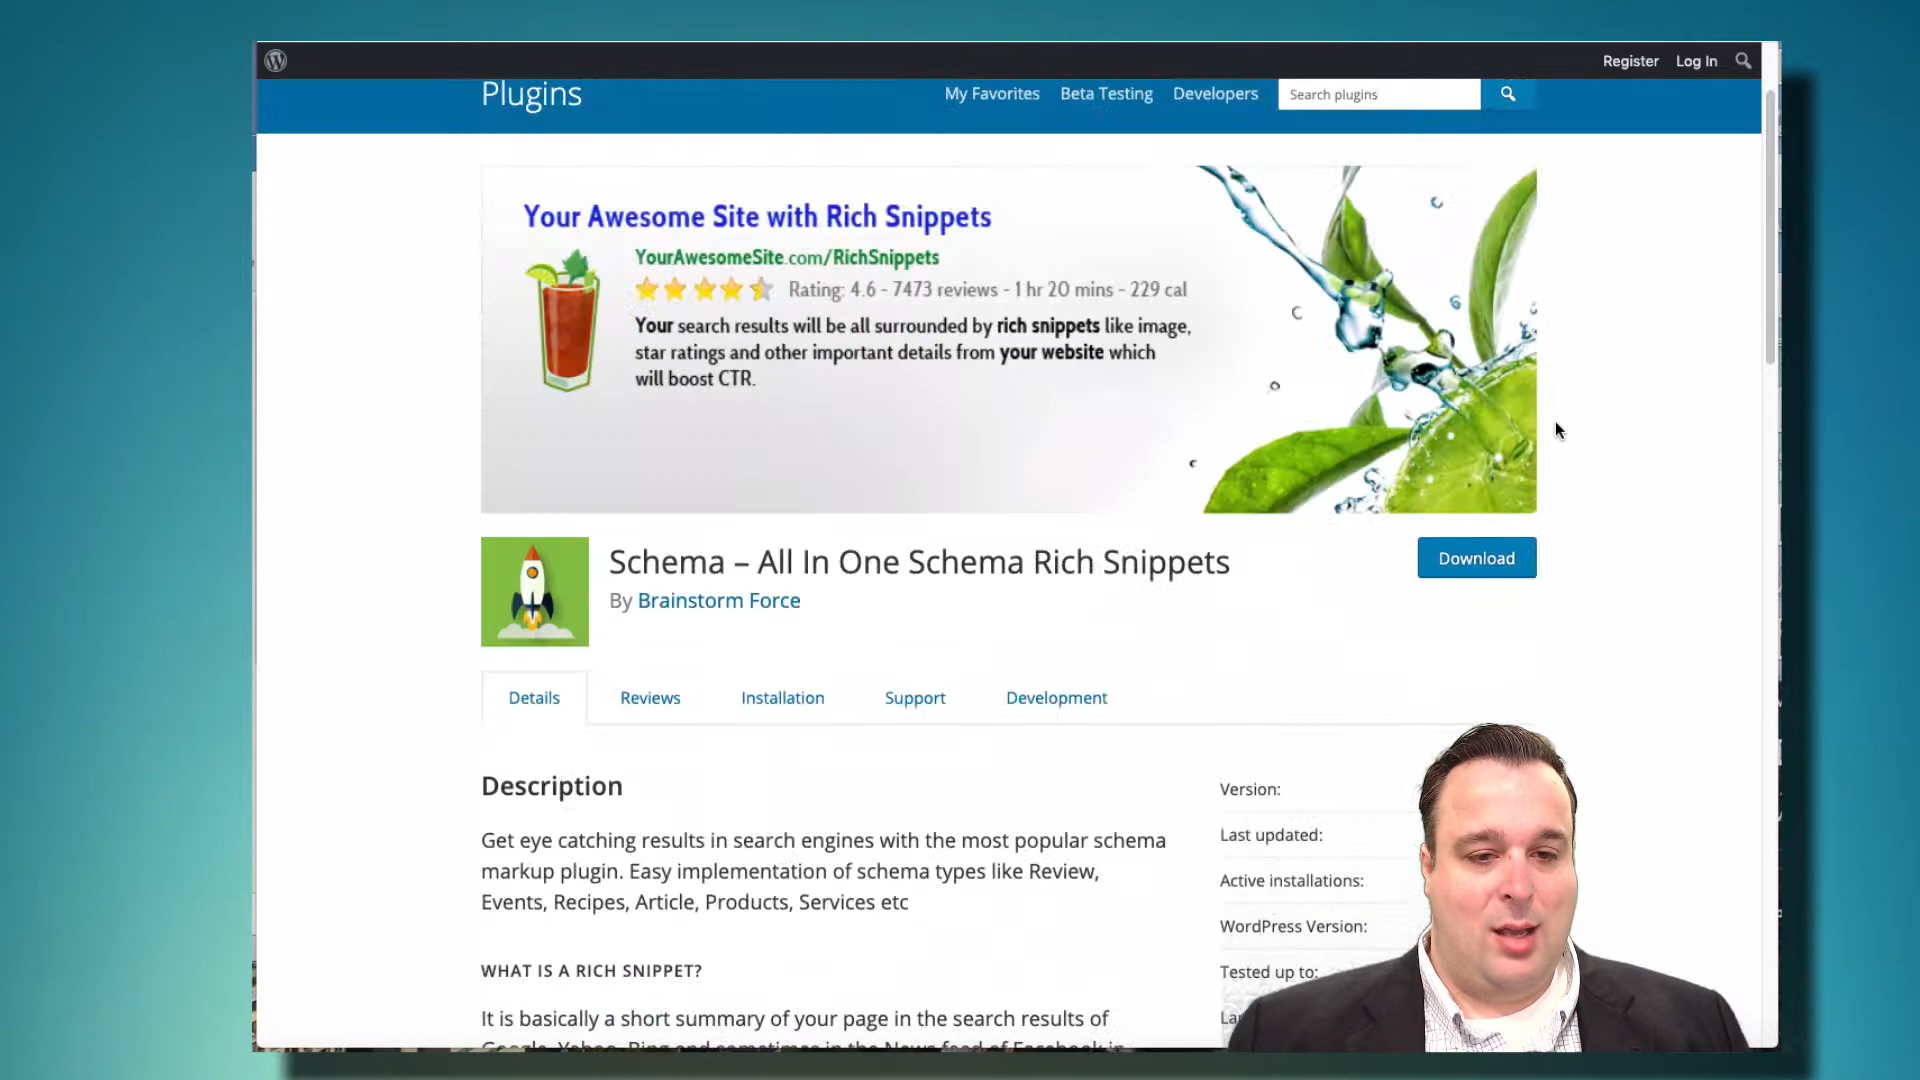 Register Log In
Plugins My Favorites Beta Testing Developers Search plugins
Your Awesome Site with Rich Snippets
YourAwesomeSite.com/RichSnippets
Rating: 4.6 - 7473 reviews - 1 hr 20 mins - 229 cal
Your search results will be all surrounded by rich snippets like image,
star ratings and other important details from your website which
will boost CTR.
Schema – All In One Schema Rich Snippets
Download
By Brainstorm Force
Details Reviews Installation Support Development
Description
Get eye catching results in search engines with the most popular schema
markup plugin. Easy implementation of schema types like Review,
Events, Recipes, Article, Products, Services etc
WHAT IS A RICH SNIPPET?
It is basically a short summary of your page in the search results of
Google, Yahoo, Bing and sometimes in the News feed of Facebook in
Version:
Last updated:
Active installations:
WordPress Version:
Tested up to: